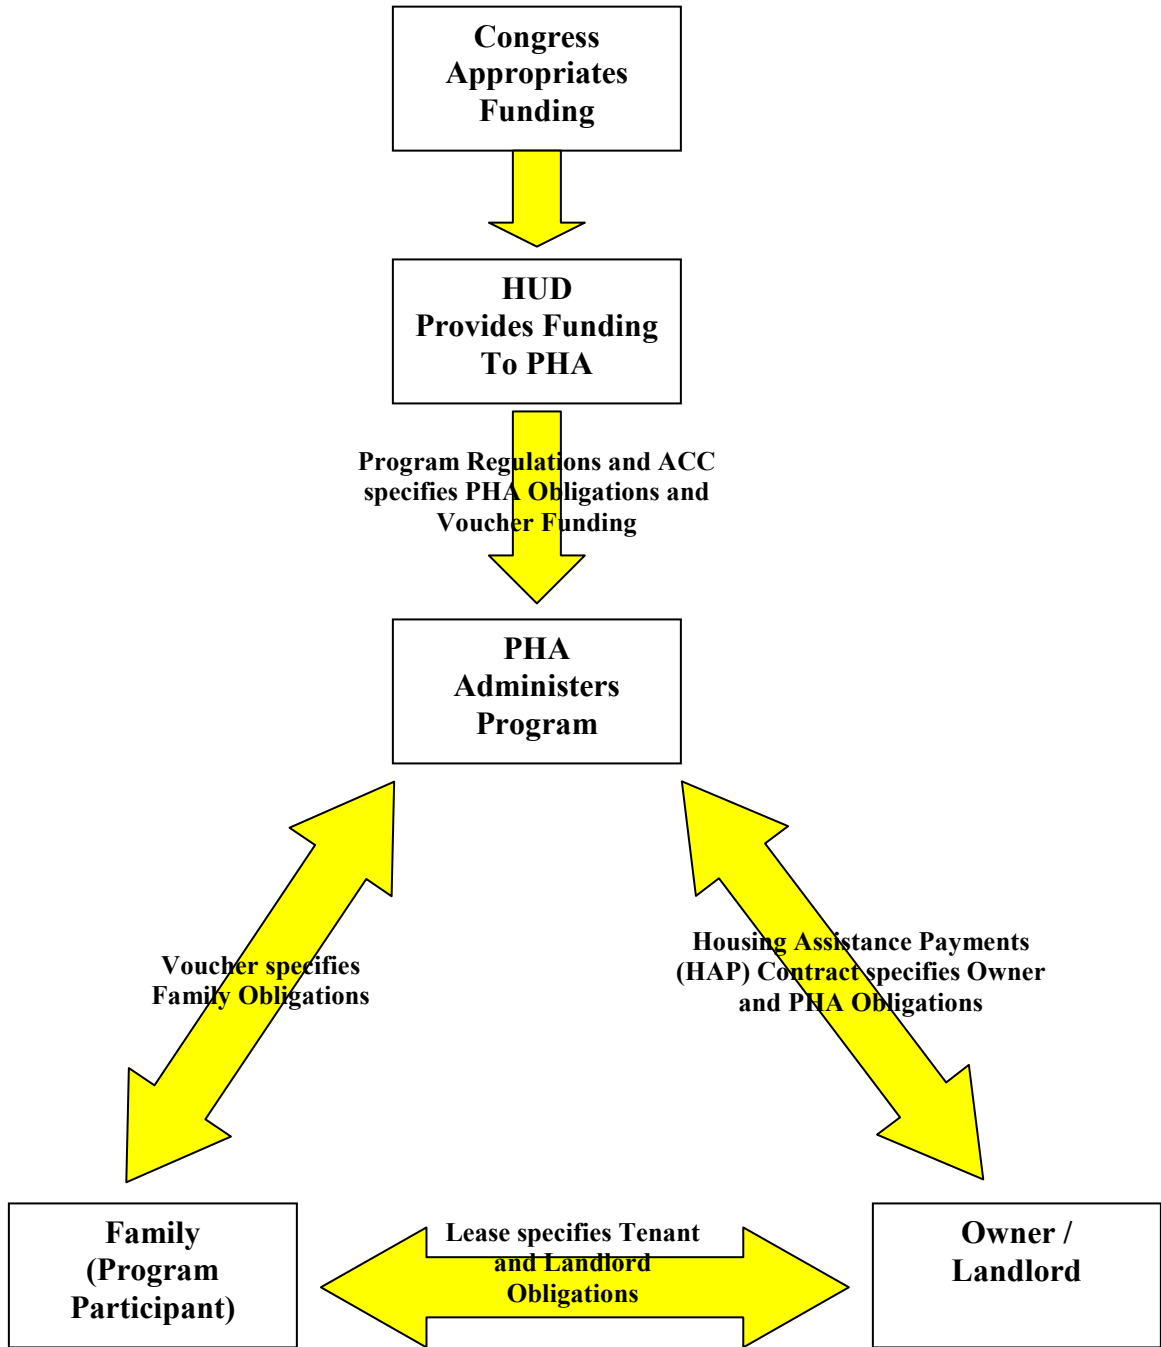 Congress
Appropriates
Funding
HUD
Provides Funding
To PHA
Program Regulations and ACC
specifies PHA Obligations and
Voucher Funding
PHA
Administers
Program
Voucher specifies
Family Obligations
Housing Assistance Payments
(HAP) Contract specifies Owner
and PHA Obligations
Family
(Program
Participant)
Lease specifies Tenant
and Landlord
Obligations
Owner /
Landlord